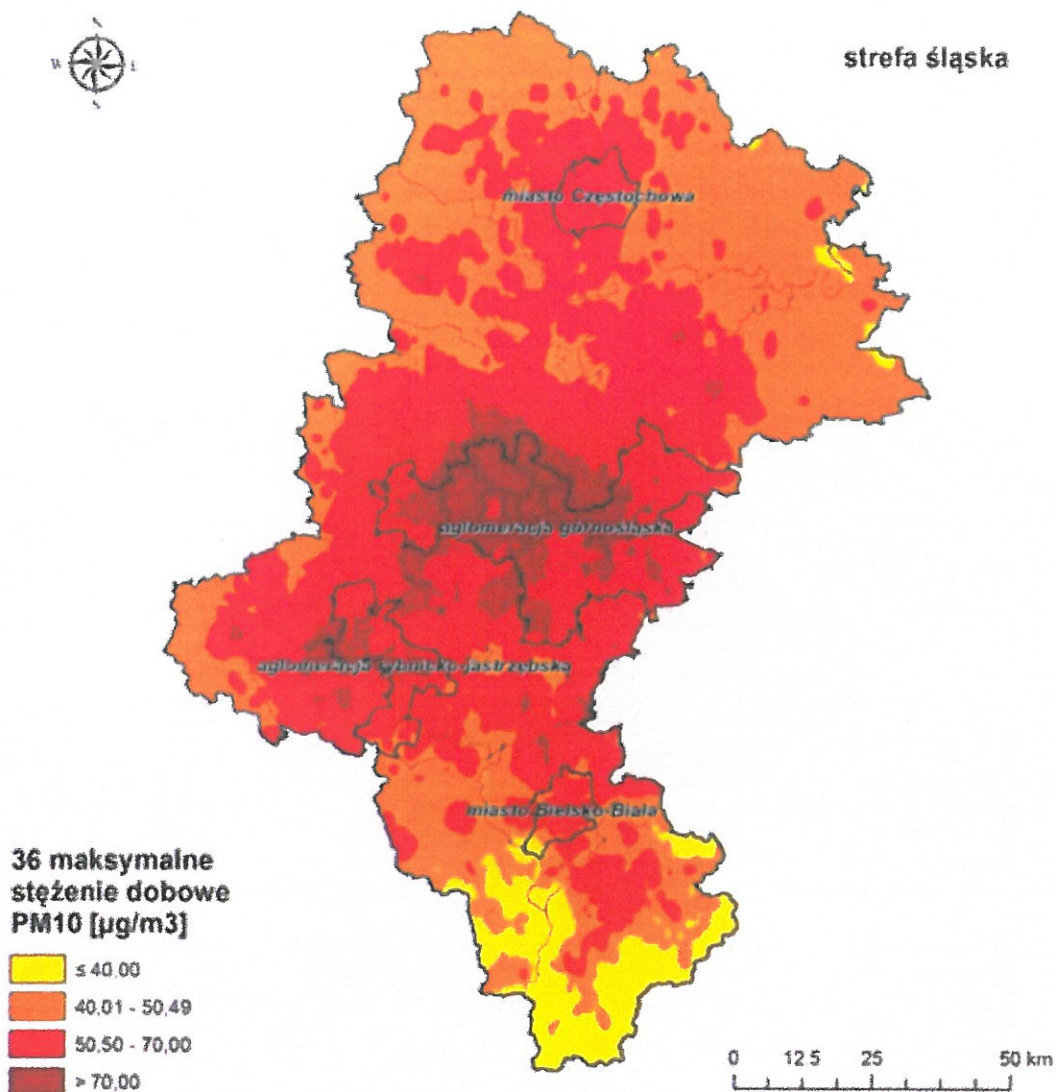 N
W E
strefa śląska
miasto Częstochowa
aglomeracja górnośląska
aglomeracja rybnicko-jastrzębska
miasto Bielsko-Biała
36 maksymalne
stężenie dobowe
PM10 [µg/m3]
≤ 40,00
40,01 - 50,49
50,50 - 70,00
> 70,00
0 12 5 25 50 km